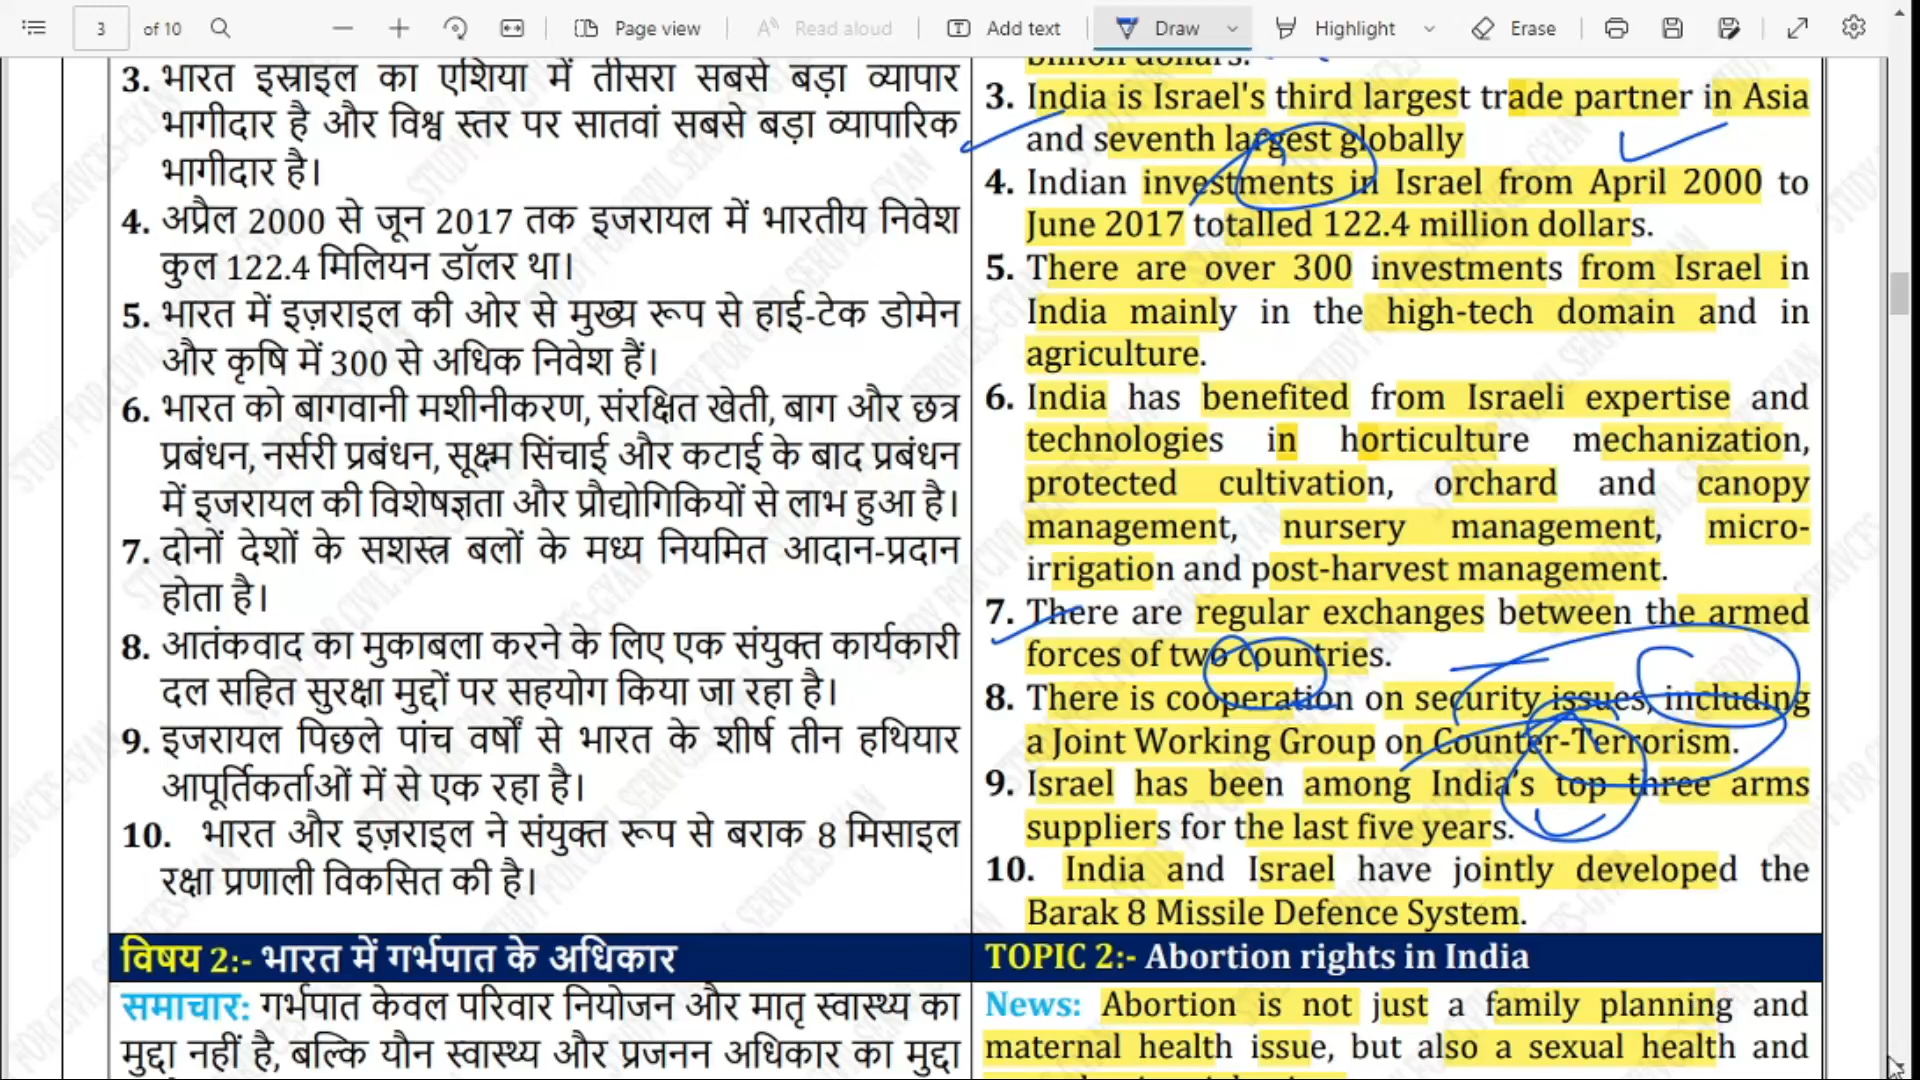 3
of 10
Page view
Read aloud
Add text
Draw
Highlight
Erase
3. भारत इस्राइल का एशिया में तीसरा सबसे बड़ा व्यापार
भागीदार है और विश्व स्तर पर सातवां सबसे बड़ा व्यापारिक
भागीदार है।
4. अप्रैल 2000 से जून 2017 तक इजरायल में भारतीय निवेश
कुल 122.4 मिलियन डॉलर था।
5. भारत में इज़राइल की ओर से मुख्य रूप से हाई-टेक डोमेन
और कृषि में 300 से अधिक निवेश हैं।
6. भारत को बागवानी मशीनीकरण, संरक्षित खेती, बाग और छत्र
प्रबंधन, नर्सरी प्रबंधन, सूक्ष्म सिंचाई और कटाई के बाद प्रबंधन
में इजरायल की विशेषज्ञता और प्रौद्योगिकियों से लाभ हुआ है।
7. दोनों देशों के सशस्त्र बलों के मध्य नियमित आदान-प्रदान
होता है।
8. आतंकवाद का मुकाबला करने के लिए एक संयुक्त कार्यकारी
दल सहित सुरक्षा मुद्दों पर सहयोग किया जा रहा है।
9. इजरायल पिछले पांच वर्षों से भारत के शीर्ष तीन हथियार
आपूर्तिकर्ताओं में से एक रहा है।
10. भारत और इज़राइल ने संयुक्त रूप से बराक 8 मिसाइल
रक्षा प्रणाली विकसित की है।
विषय 2:- भारत में गर्भपात के अधिकार
समाचार: गर्भपात केवल परिवार नियोजन और मातृ स्वास्थ्य का
मुद्दा नहीं है, बल्कि यौन स्वास्थ्य और प्रजनन अधिकार का मुद्दा
billion dollars.
3. India is Israel's third largest trade partner in Asia
and seventh largest globally
4. Indian investments in Israel from April 2000 to
June 2017 totalled 122.4 million dollars.
5. There are over 300 investments from Israel in
India mainly in the high-tech domain and in
agriculture.
6. India has benefited from Israeli expertise and
technologies in horticulture mechanization,
protected cultivation, orchard and canopy
management, nursery management, micro-
irrigation and post-harvest management.
7. There are regular exchanges between the armed
forces of two countries.
8. There is cooperation on security issues, including
a Joint Working Group on Counter-Terrorism.
9. Israel has been among India’s top three arms
suppliers for the last five years.
10. India and Israel have jointly developed the
Barak 8 Missile Defence System.
TOPIC 2:- Abortion rights in India
News: Abortion is not just a family planning and
maternal health issue, but also a sexual health and